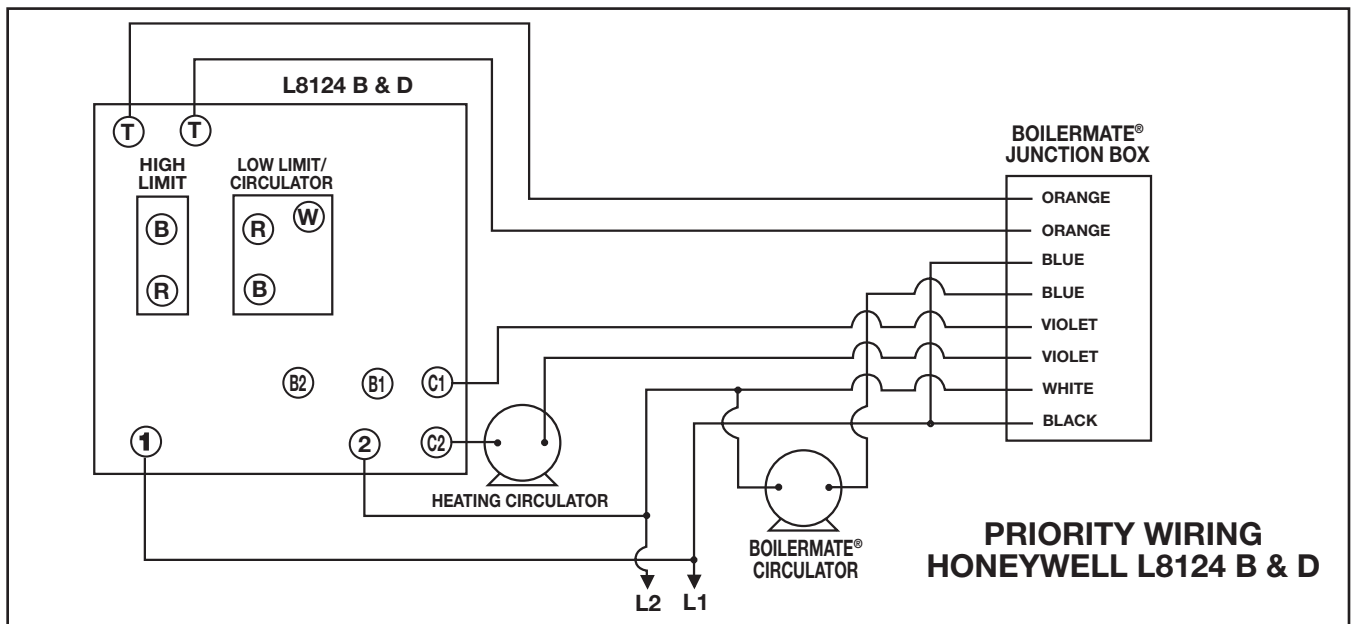 L8124 B & D
T
T
HIGH
LIMIT
LOW LIMIT/
CIRCULATOR
B
R
R
W
B
B2
B1
C1
C2
1
2
HEATING CIRCULATOR
BOILERMATE®
JUNCTION BOX
ORANGE
ORANGE
BLUE
BLUE
VIOLET
VIOLET
WHITE
BLACK
BOILERMATE®
CIRCULATOR
L2
L1
PRIORITY WIRING
HONEYWELL L8124 B & D